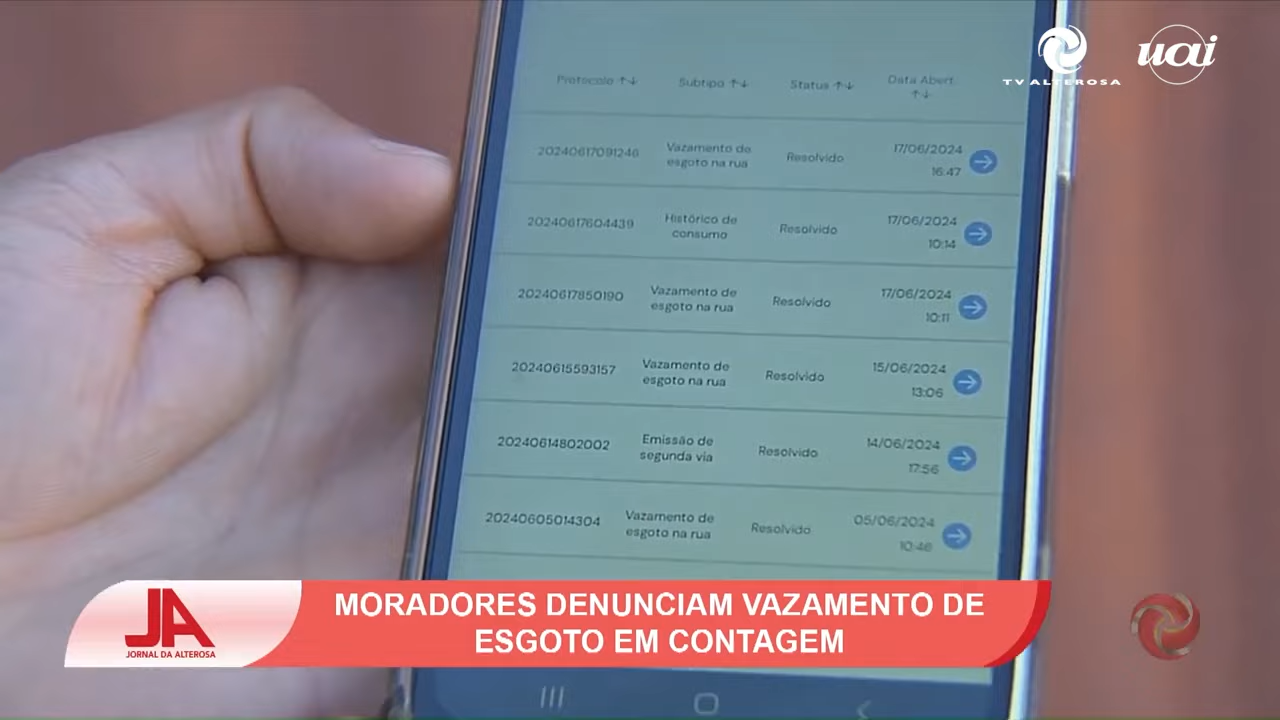 TV ALTEROSA
uai
Protocolo ↑↓ Subtipo ↑↓ Status ↑↓ Data Abert. ↑↓
20240617091246 Vazamento de esgoto na rua Resolvido 17/06/2024 16:47
20240617604439 Histórico de consumo Resolvido 17/06/2024 10:14
20240617850190 Vazamento de esgoto na rua Resolvido 17/06/2024 10:11
20240615593157 Vazamento de esgoto na rua Resolvido 15/06/2024 13:06
20240614802002 Emissão de segunda via Resolvido 14/06/2024 17:56
20240605014304 Vazamento de esgoto na rua Resolvido 05/06/2024 10:46
JA
JORNAL DA ALTEROSA
MORADORES DENUNCIAM VAZAMENTO DE
ESGOTO EM CONTAGEM